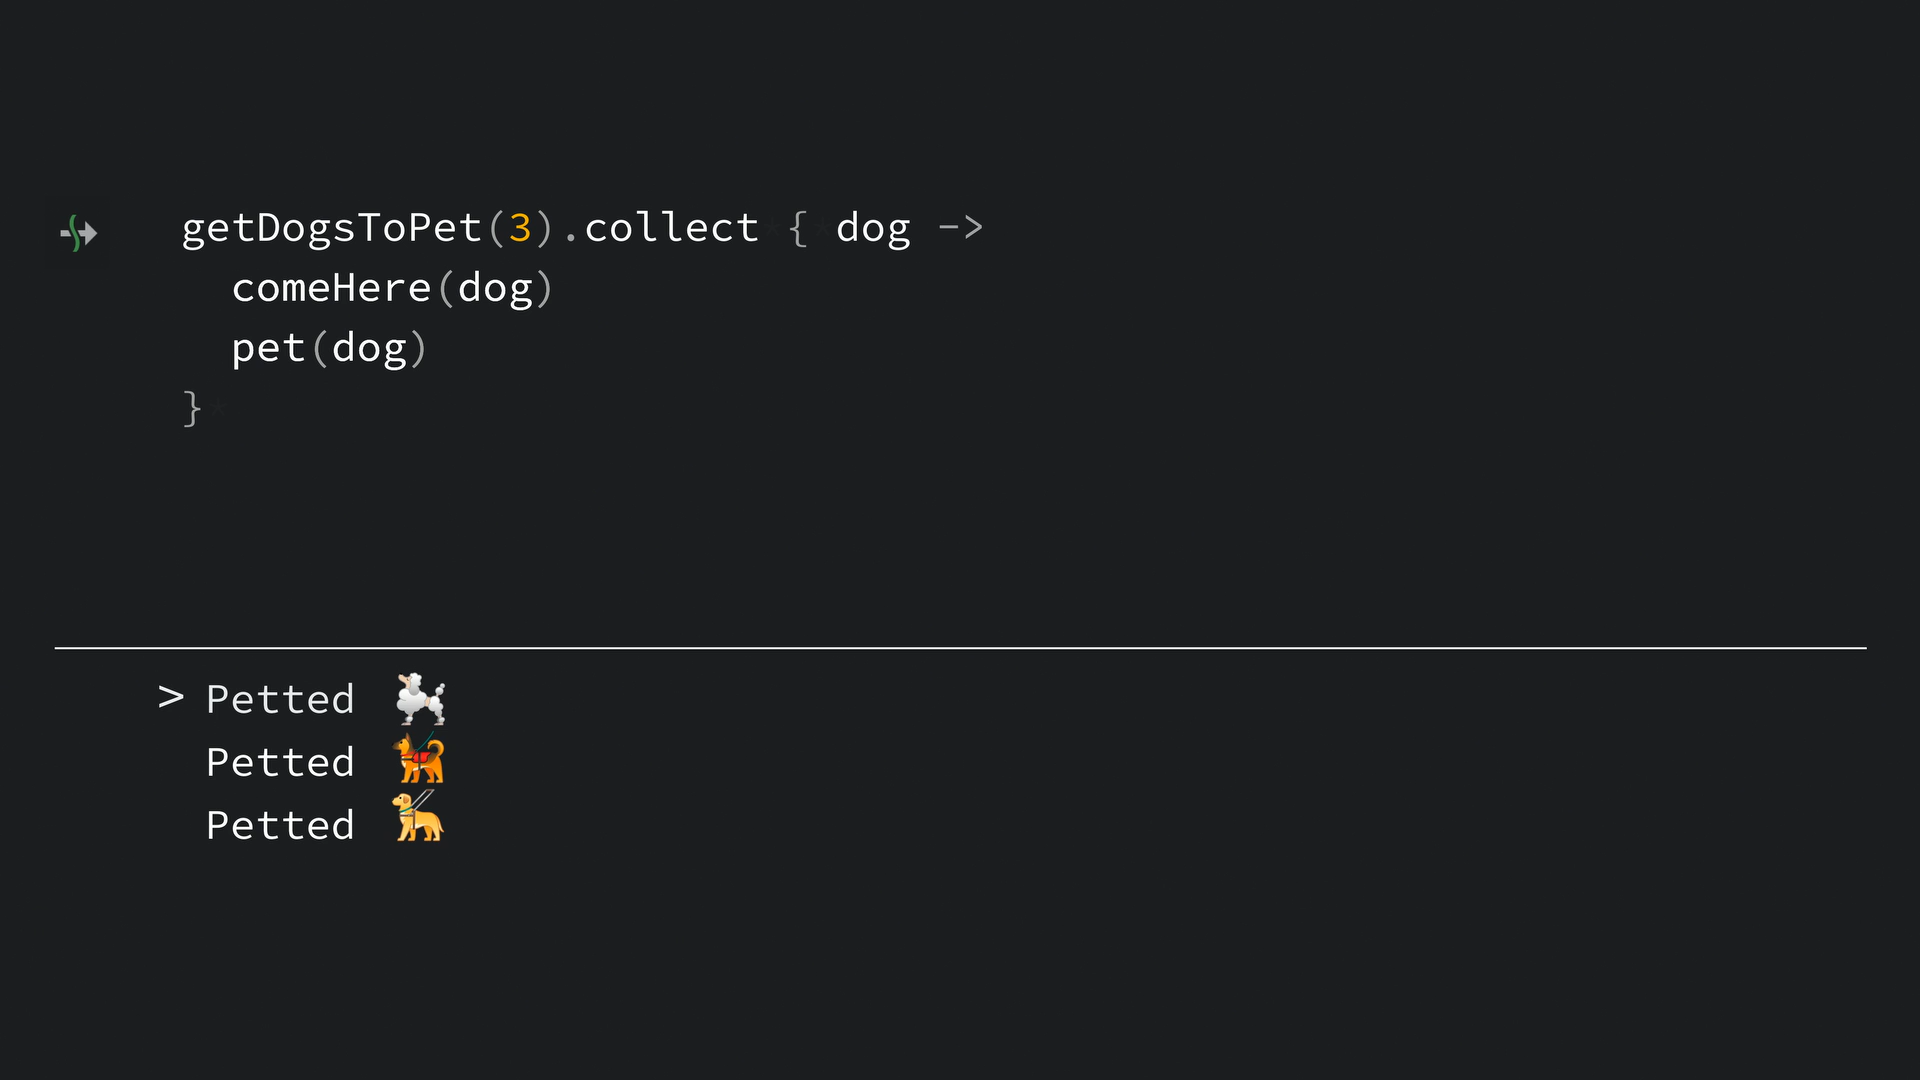 getDogsToPet(3).collect { dog ->
  comeHere(dog)
  pet(dog)
}
> Petted 🐩
Petted 🐕‍🦺
Petted 🦮